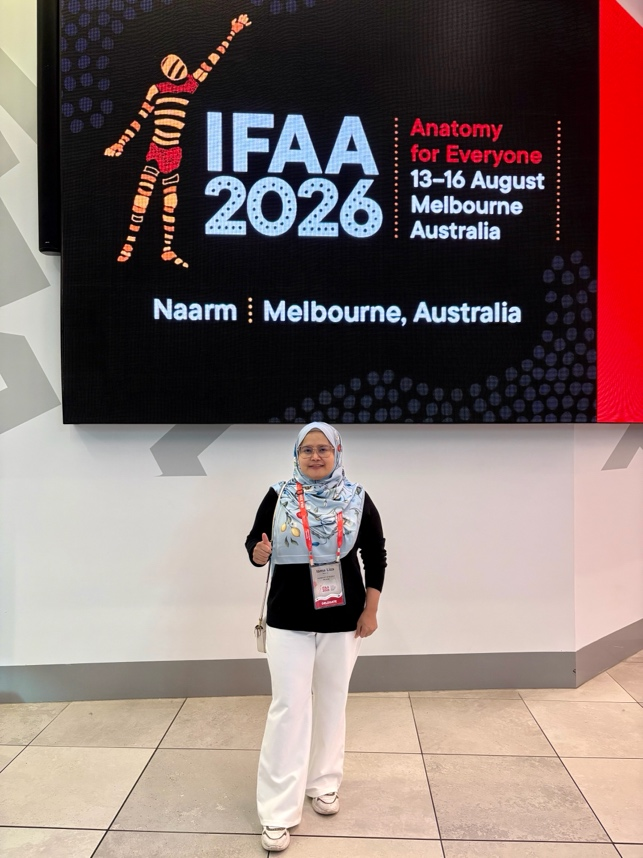 IFAA
2026
Anatomy
for Everyone
13–16 August
Melbourne
Australia
Naarm
Melbourne, Australia